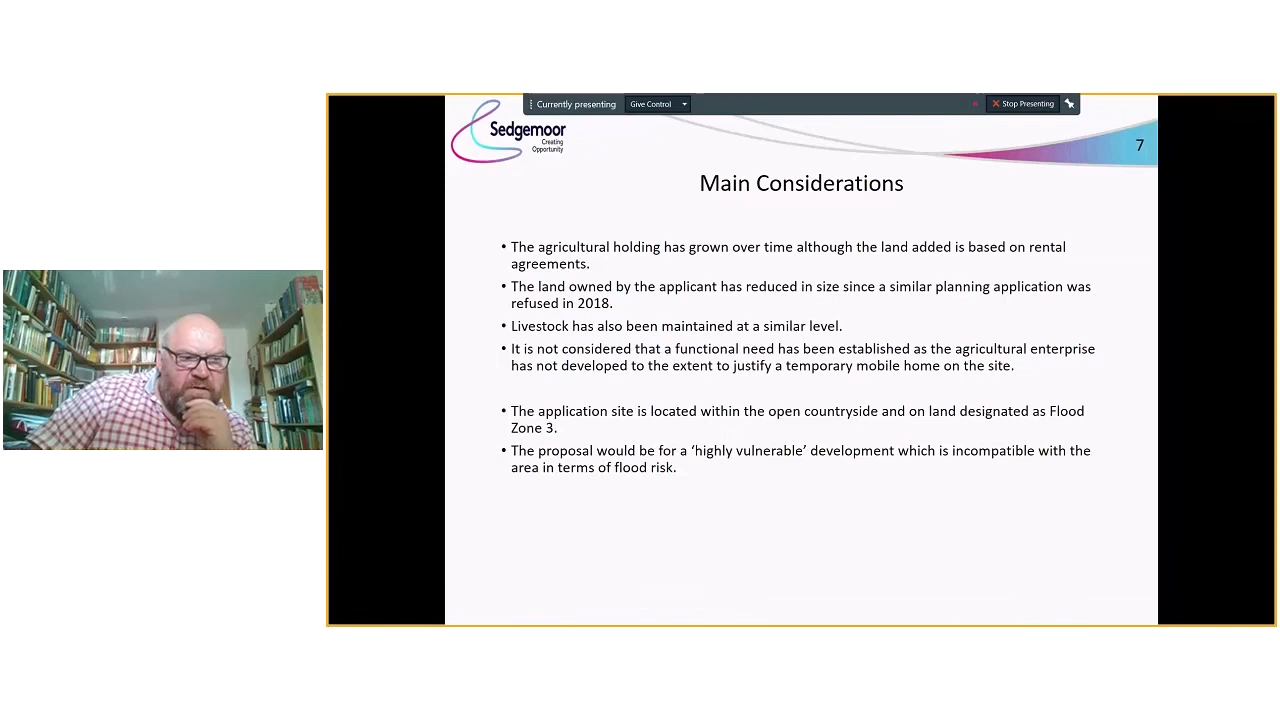 Currently presenting
Give Control
Stop Presenting
Sedgemoor
Creating
Opportunity
7
Main Considerations
• The agricultural holding has grown over time although the land added is based on rental
agreements.
• The land owned by the applicant has reduced in size since a similar planning application was
refused in 2018.
• Livestock has also been maintained at a similar level.
• It is not considered that a functional need has been established as the agricultural enterprise
has not developed to the extent to justify a temporary mobile home on the site.
• The application site is located within the open countryside and on land designated as Flood
Zone 3.
• The proposal would be for a ‘highly vulnerable’ development which is incompatible with the
area in terms of flood risk.